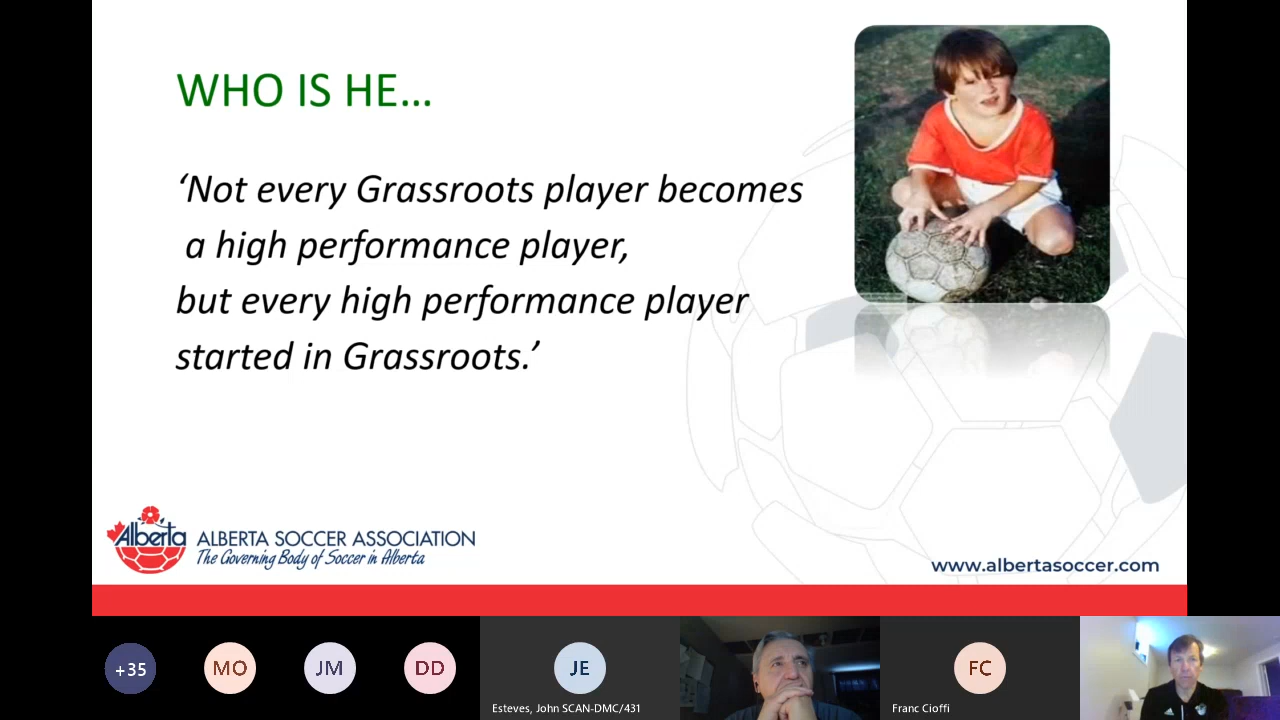 WHO IS HE...
‘Not every Grassroots player becomes
a high performance player,
but every high performance player
started in Grassroots.’
Alberta
ALBERTA SOCCER ASSOCIATION
The Governing Body of Soccer in Alberta
www.albertasoccer.com
+35
MO
JM
DD
JE
FC
Esteves, John SCAN-DMC/431
Franc Cioffi